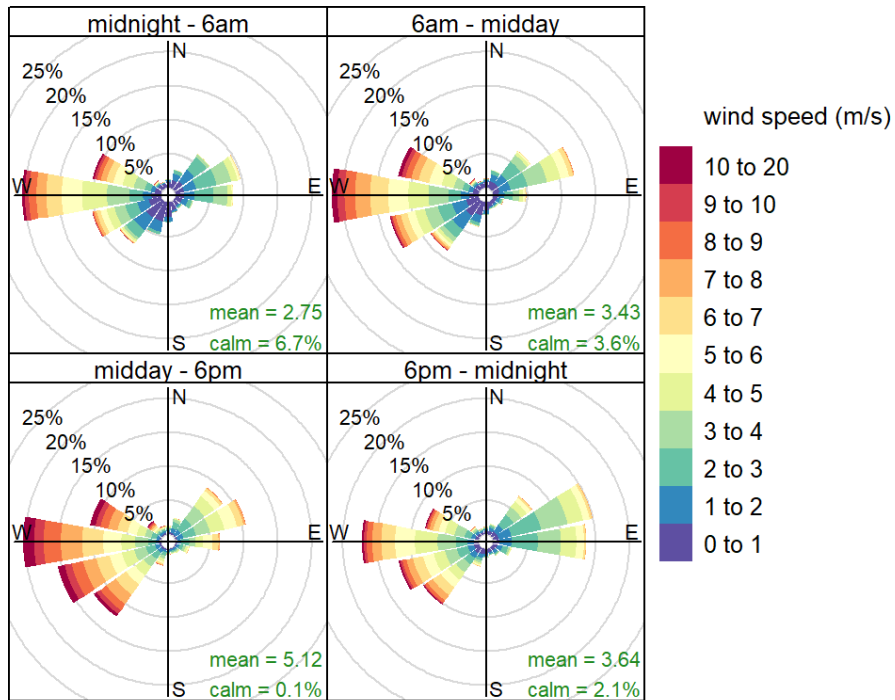 midnight - 6am
N
25%
20%
15%
10%
5%
W
E
mean = 2.75
S
calm = 6.7%
6am - midday
N
25%
20%
15%
10%
5%
W
E
mean = 3.43
S
calm = 3.6%
midday - 6pm
N
25%
20%
15%
10%
5%
W
E
mean = 5.12
S
calm = 0.1%
6pm - midnight
N
25%
20%
15%
10%
5%
W
E
mean = 3.64
S
calm = 2.1%
wind speed (m/s)
10 to 20
9 to 10
8 to 9
7 to 8
6 to 7
5 to 6
4 to 5
3 to 4
2 to 3
1 to 2
0 to 1